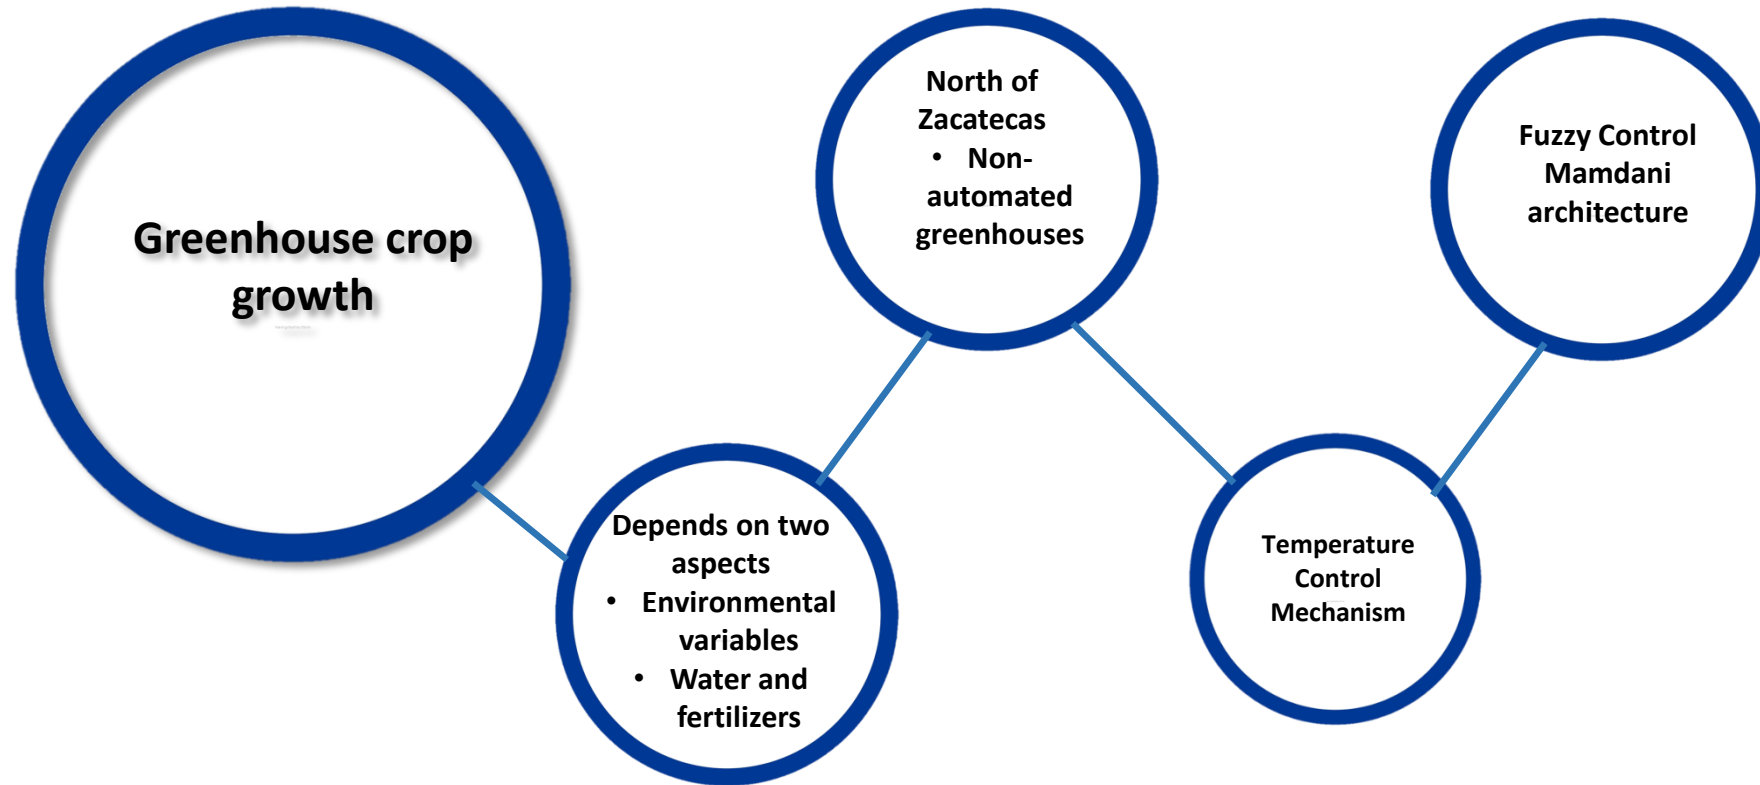 Greenhouse crop
growth
Depends on two
aspects
• Environmental
variables
• Water and
fertilizers
North of
Zacatecas
• Non-
automated
greenhouses
Temperature
Control
Mechanism
Fuzzy Control
Mamdani
architecture